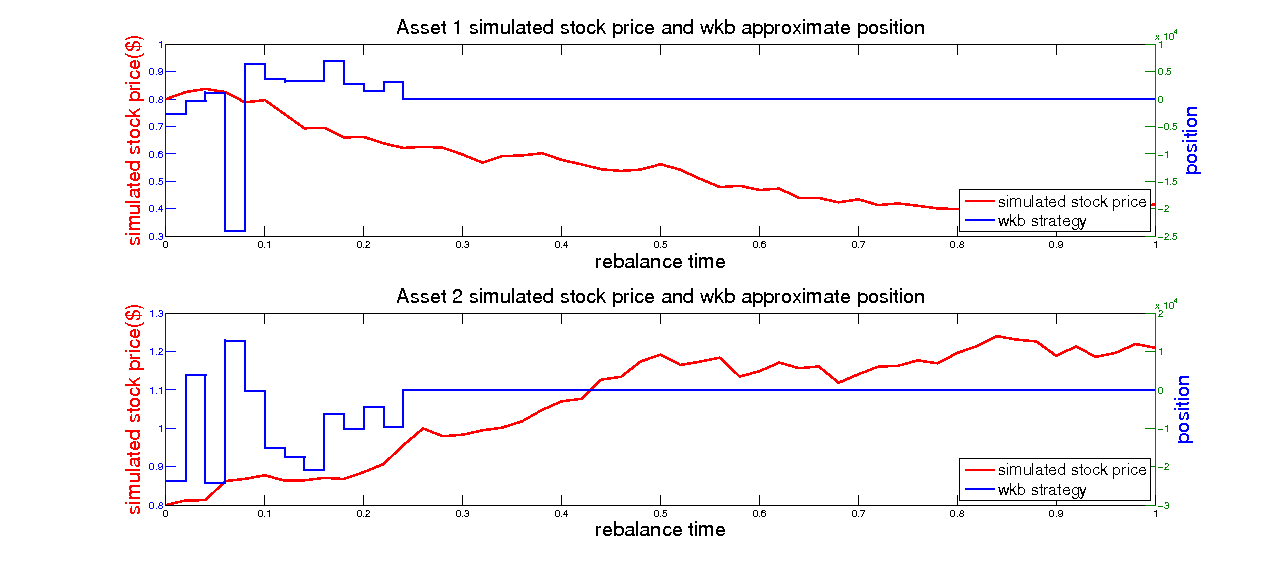 Asset 1 simulated stock price and wkb approximate position
x 10^4
simulated stock price($)
1
0.9
0.8
0.7
0.6
0.5
0.4
0.3
1
0.5
0
-0.5
-1
-1.5
-2
-2.5
position
simulated stock price
wkb strategy
0 0.1 0.2 0.3 0.4 0.5 0.6 0.7 0.8 0.9 1
rebalance time
Asset 2 simulated stock price and wkb approximate position
x 10^4
simulated stock price($)
1.3
1.2
1.1
1
0.9
0.8
2
1
0
-1
-2
-3
position
simulated stock price
wkb strategy
0 0.1 0.2 0.3 0.4 0.5 0.6 0.7 0.8 0.9 1
rebalance time